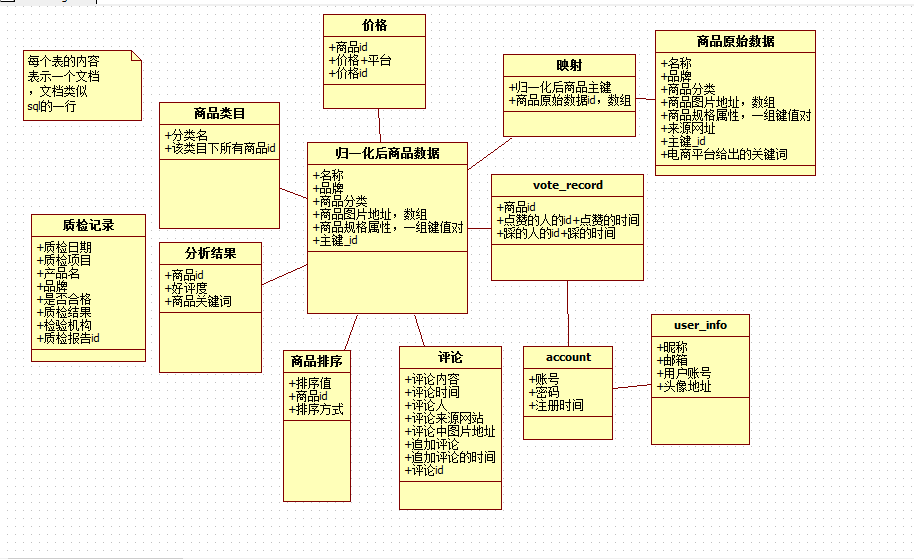 每个表的内容
表示一个文档
，文档类似
sql的一行
价格
+商品id
+价格+平台
+价格id
映射
+归一化后商品主键
+商品原始数据id，数组
商品原始数据
+名称
+品牌
+商品分类
+商品图片地址，数组
+商品规格属性，一组键值对
+来源网址
+主键_id
+电商平台给出的关键词
商品类目
+分类名
+该类目下所有商品id
归一化后商品数据
+名称
+品牌
+商品分类
+商品图片地址，数组
+商品规格属性，一组键值对
+主键_id
vote_record
+商品id
+点赞的人的id+点赞的时间
+踩的人的id+踩的时间
质检记录
+质检日期
+质检项目
+产品名
+品牌
+是否合格
+质检结果
+检验机构
+质检报告id
分析结果
+商品id
+好评度
+商品关键词
商品排序
+排序值
+商品id
+排序方式
评论
+评论内容
+评论时间
+评论人
+评论来源网站
+评论中图片地址
+追加评论
+追加评论的时间
+评论id
account
+账号
+密码
+注册时间
user_info
+昵称
+邮箱
+用户账号
+头像地址